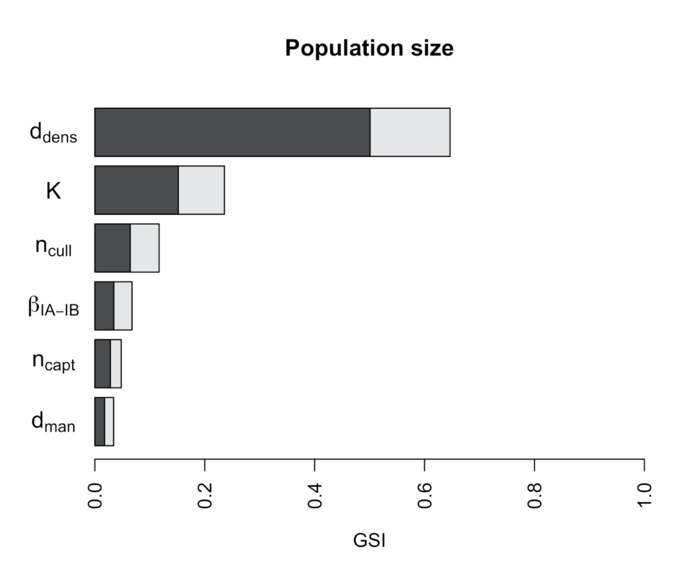 Population size
d_dens
K
n_cull
β_IA–IB
n_capt
d_man
0.0 0.2 0.4 0.6 0.8 1.0
GSI